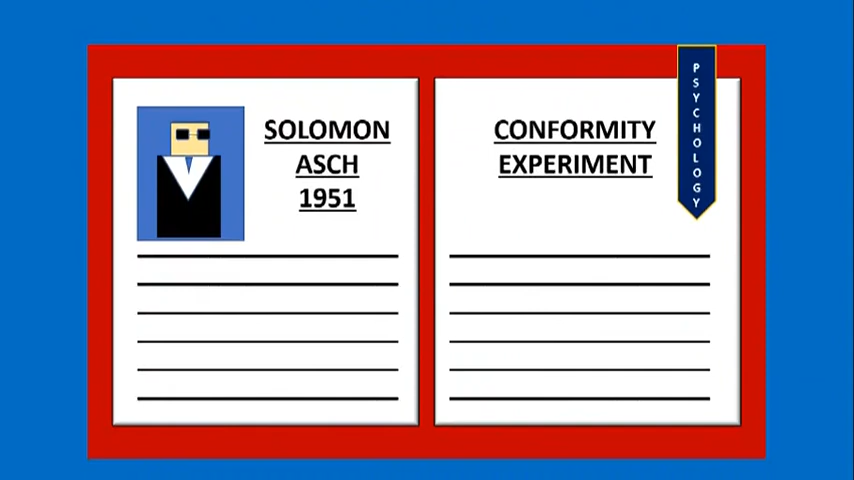 SOLOMON
ASCH
1951
CONFORMITY
EXPERIMENT
PSYCHOLOGY